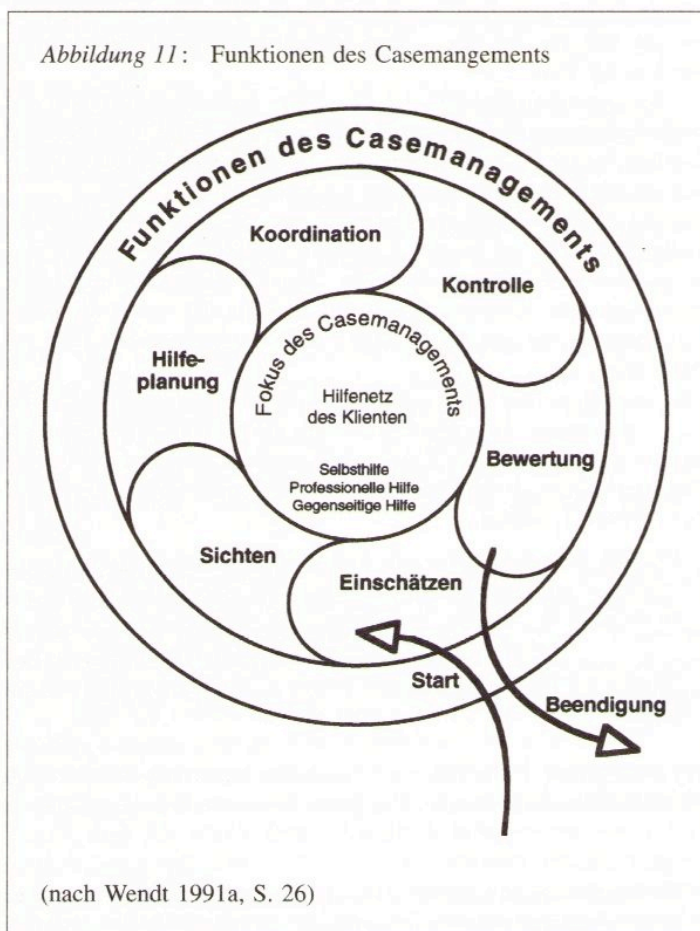 Abbildung 11: Funktionen des Casemangements
Funktionen des Casemanagements
Koordination
Kontrolle
Hilfe-
planung
Fokus des Casemanagements
Hilfenetz
des Klienten
Selbsthilfe
Professionelle Hilfe
Gegenseitige Hilfe
Bewertung
Sichten
Einschätzen
Start
Beendigung
(nach Wendt 1991a, S. 26)